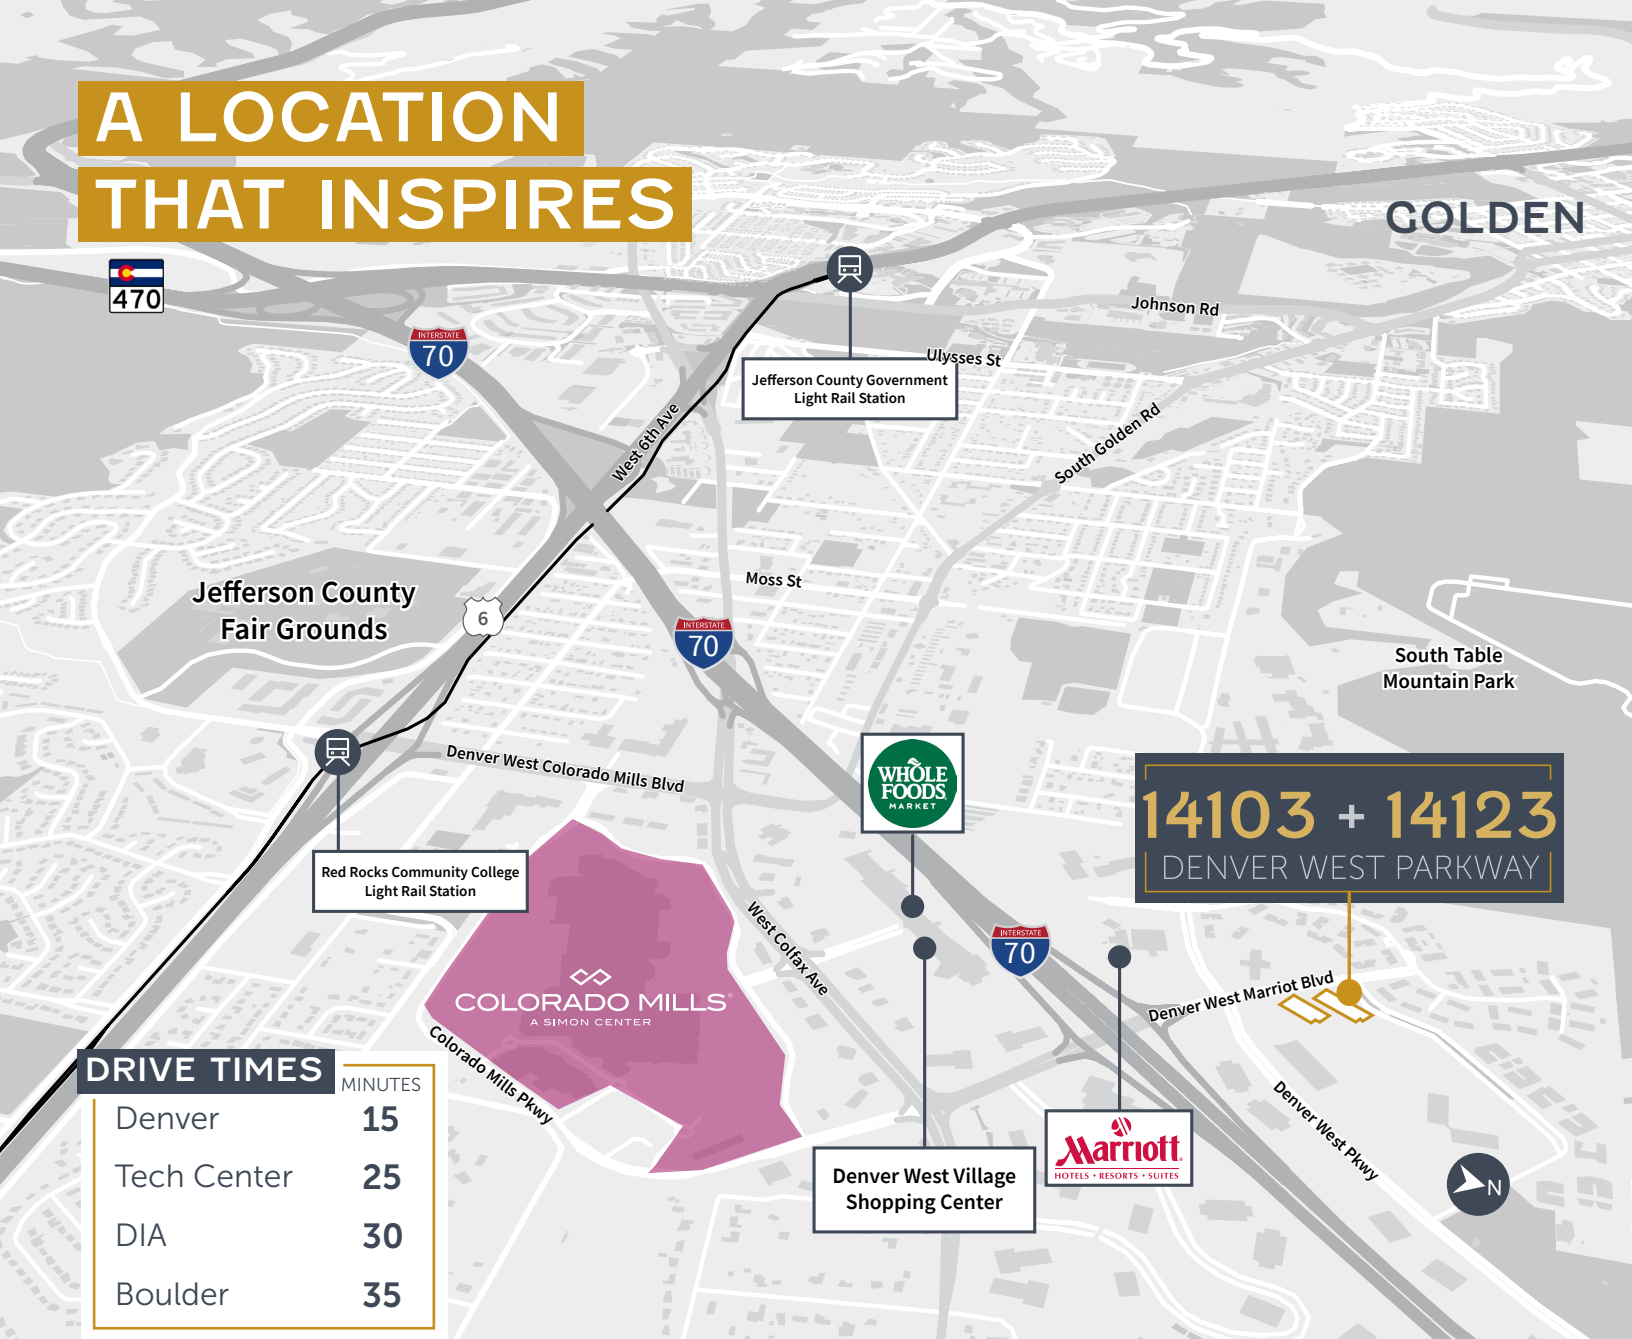 A LOCATION
THAT INSPIRES
GOLDEN
470
INTERSTATE
70
Johnson Rd
Ulysses St
Jefferson County Government
Light Rail Station
West 6th Ave
South Golden Rd
Moss St
Jefferson County
Fair Grounds
6
INTERSTATE
70
South Table
Mountain Park
Denver West Colorado Mills Blvd
WHOLE
FOODS
MARKET
14103 + 14123
DENVER WEST PARKWAY
Red Rocks Community College
Light Rail Station
West Colfax Ave
INTERSTATE
70
Denver West Marriot Blvd
COLORADO MILLS®
A SIMON CENTER
Colorado Mills Pkwy
Denver West Pkwy
Marriott
HOTELS • RESORTS • SUITES
Denver West Village
Shopping Center
N
DRIVE TIMES MINUTES
Denver 15
Tech Center 25
DIA 30
Boulder 35